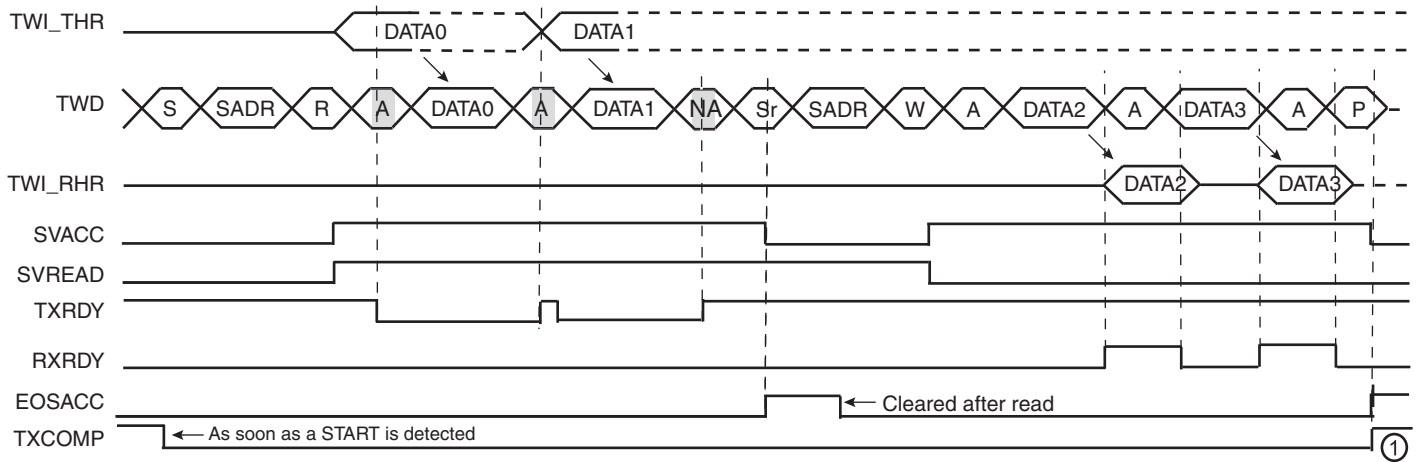 TWI_THR DATA0 DATA1
TWD S SADR R A DATA0 A DATA1 NA Sr SADR W A DATA2 A DATA3 A P
TWI_RHR DATA2 DATA3
SVACC
SVREAD
TXRDY
RXRDY
EOSACC Cleared after read
TXCOMP As soon as a START is detected 1